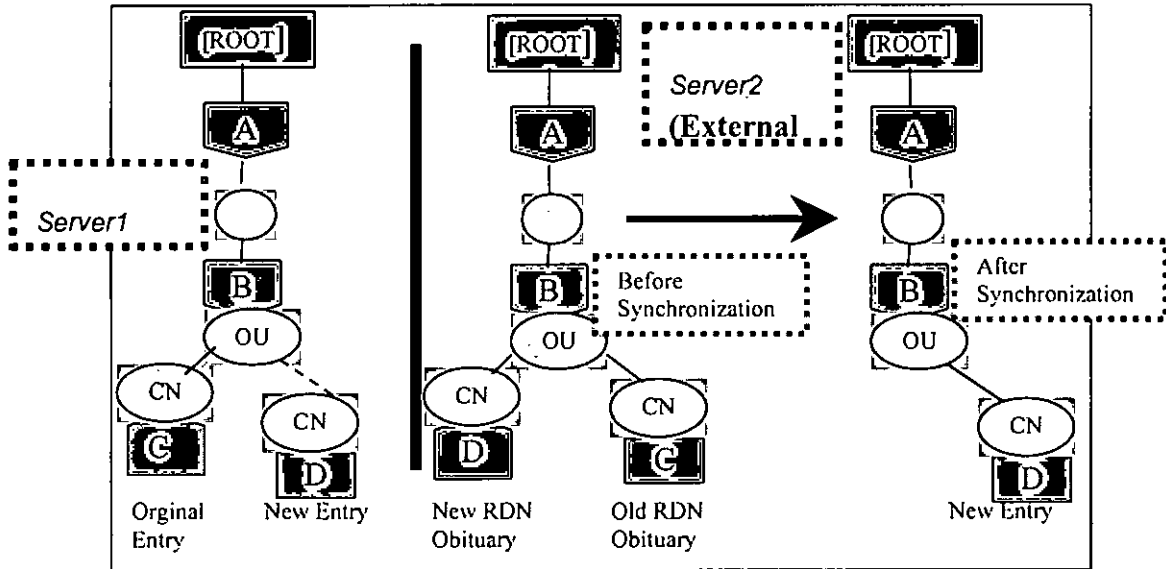 [ROOT]
A
Server1
B
OU
CN
C
CN
D
Orginal
Entry
New Entry
[ROOT]
A
Server2
(External
B
Before
Synchronization
OU
CN
D
CN
C
New RDN
Obituary
Old RDN
Obituary
[ROOT]
A
B
After
Synchronization
OU
CN
D
New Entry